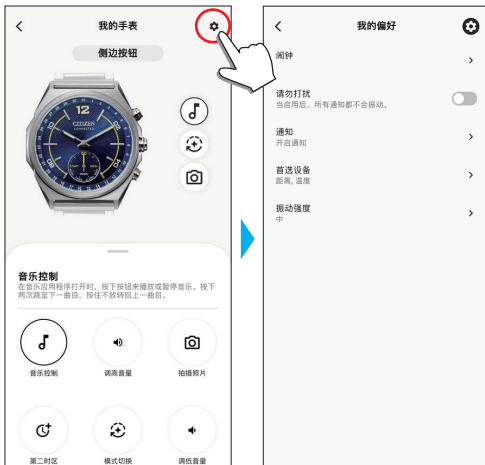 我的手表
侧边按钮
12
CITIZEN
CONNECTED
音乐控制
在音乐应用程序打开时，按下按钮来播放或暂停音乐。按下
两次跳至下一曲目，按住不放转回上一曲目。
音乐控制
调高音量
拍摄照片
第二时区
模式切换
调低音量
我的偏好
闹钟
请勿打扰
当启用后，所有通知都不会振动。
通知
开启通知
首选设备
距离, 温度
振动强度
中